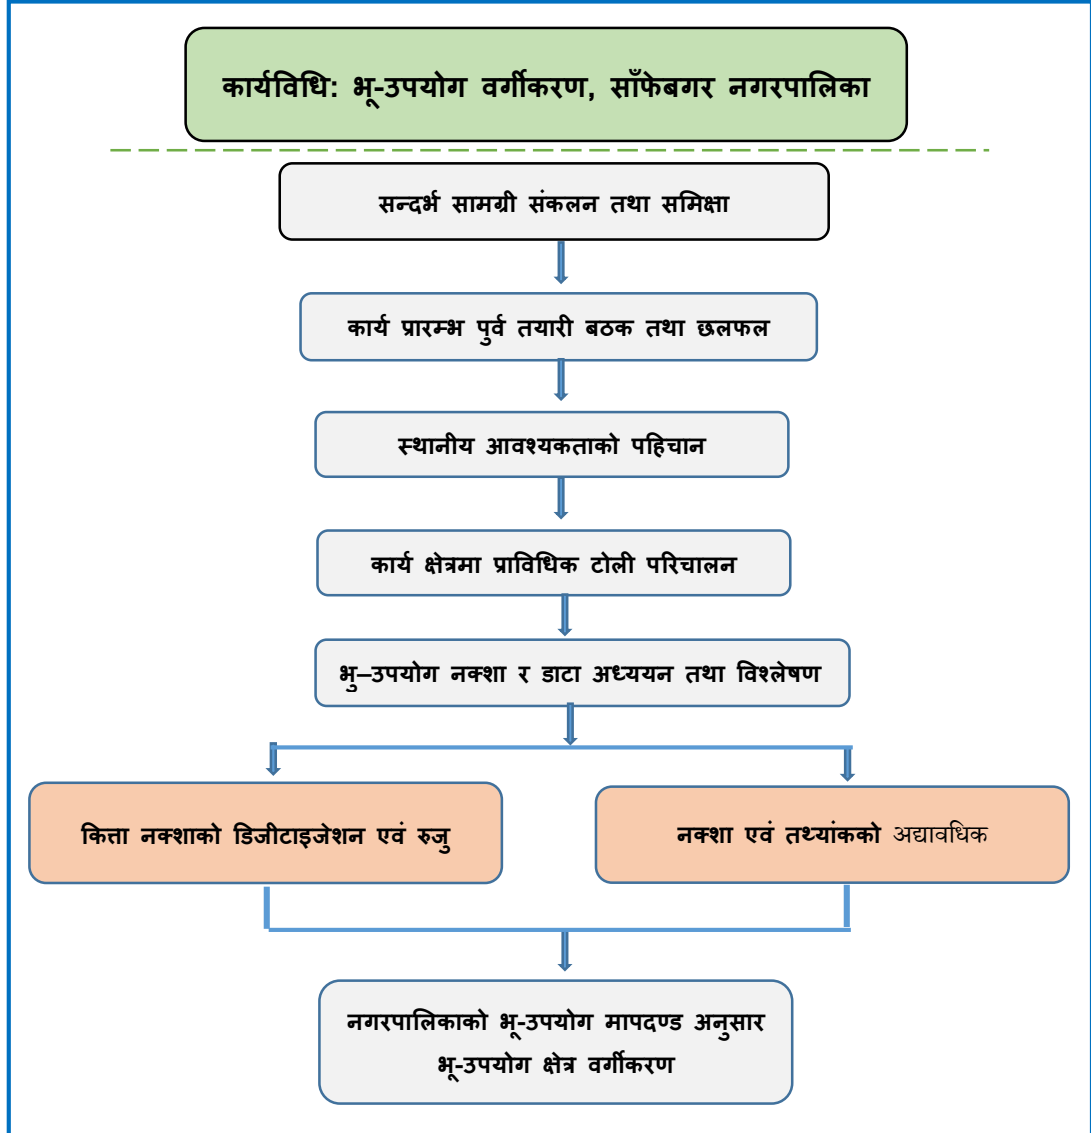 कार्यविधि: भू-उपयोग वर्गीकरण, साँफेबगर नगरपालिका
सन्दर्भ सामग्री संकलन तथा समिक्षा
कार्य प्रारम्भ पुर्व तयारी बठक तथा छलफल
स्थानीय आवश्यकताको पहिचान
कार्य क्षेत्रमा प्राविधिक टोली परिचालन
भु–उपयोग नक्शा र डाटा अध्ययन तथा विश्लेषण
कित्ता नक्शाको डिजीटाइजेशन एवं रुजु
नक्शा एवं तथ्यांकको अद्यावधिक
नगरपालिकाको भू-उपयोग मापदण्ड अनुसार
भू-उपयोग क्षेत्र वर्गीकरण